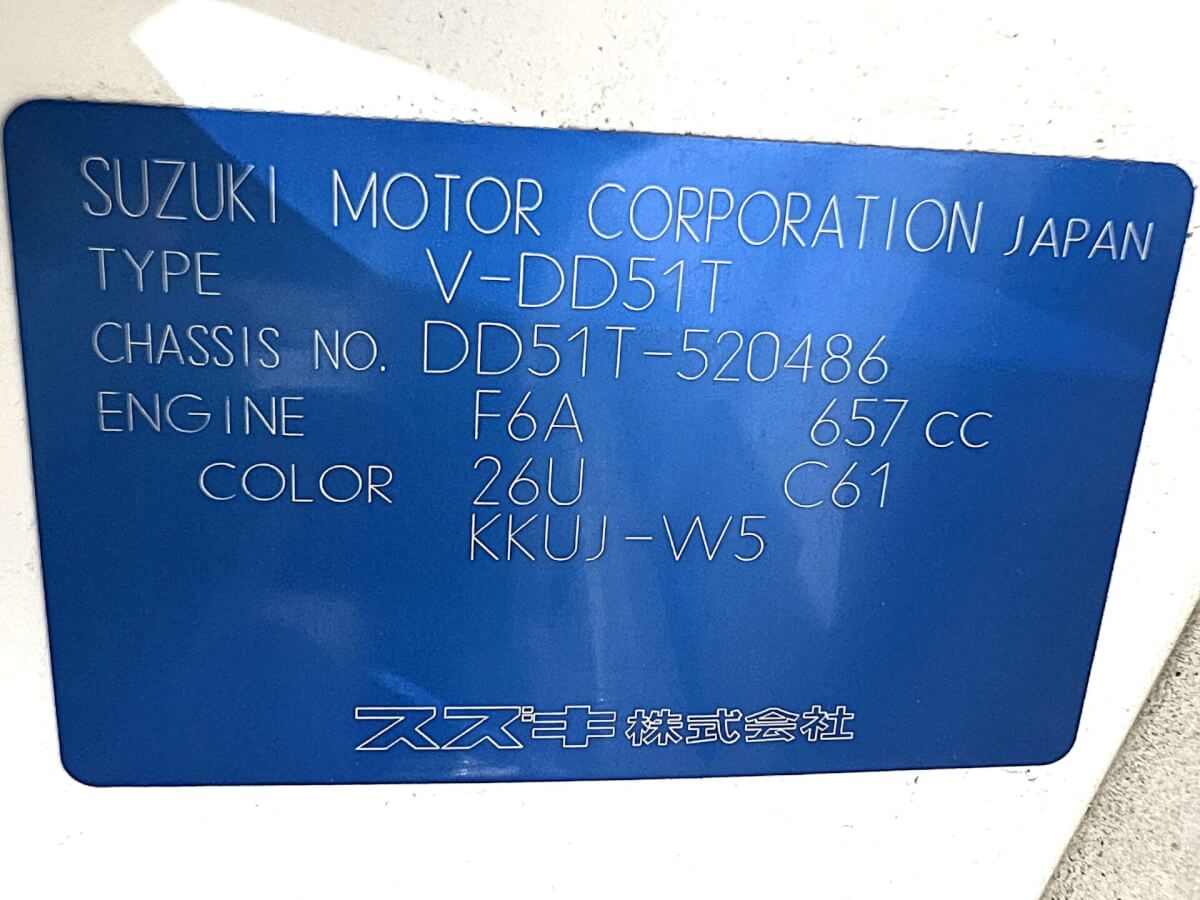 SUZUKI MOTOR CORPORATION JAPAN
TYPE V-DD51T
CHASSIS NO. DD51T-520486
ENGINE F6A 657 CC
COLOR 26U C61
KKUJ-W5
スズキ株式会社